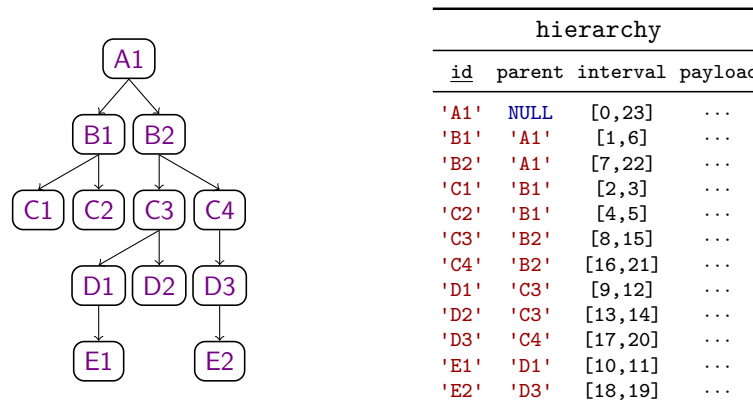 A1
B1 B2
C1 C2 C3 C4
D1 D2 D3
E1 E2
hierarchy
id parent interval payload
'A1' NULL [0,23] ···
'B1' 'A1' [1,6] ···
'B2' 'A1' [7,22] ···
'C1' 'B1' [2,3] ···
'C2' 'B1' [4,5] ···
'C3' 'B2' [8,15] ···
'C4' 'B2' [16,21] ···
'D1' 'C3' [9,12] ···
'D2' 'C3' [13,14] ···
'D3' 'C4' [17,20] ···
'E1' 'D1' [10,11] ···
'E2' 'D3' [18,19] ···